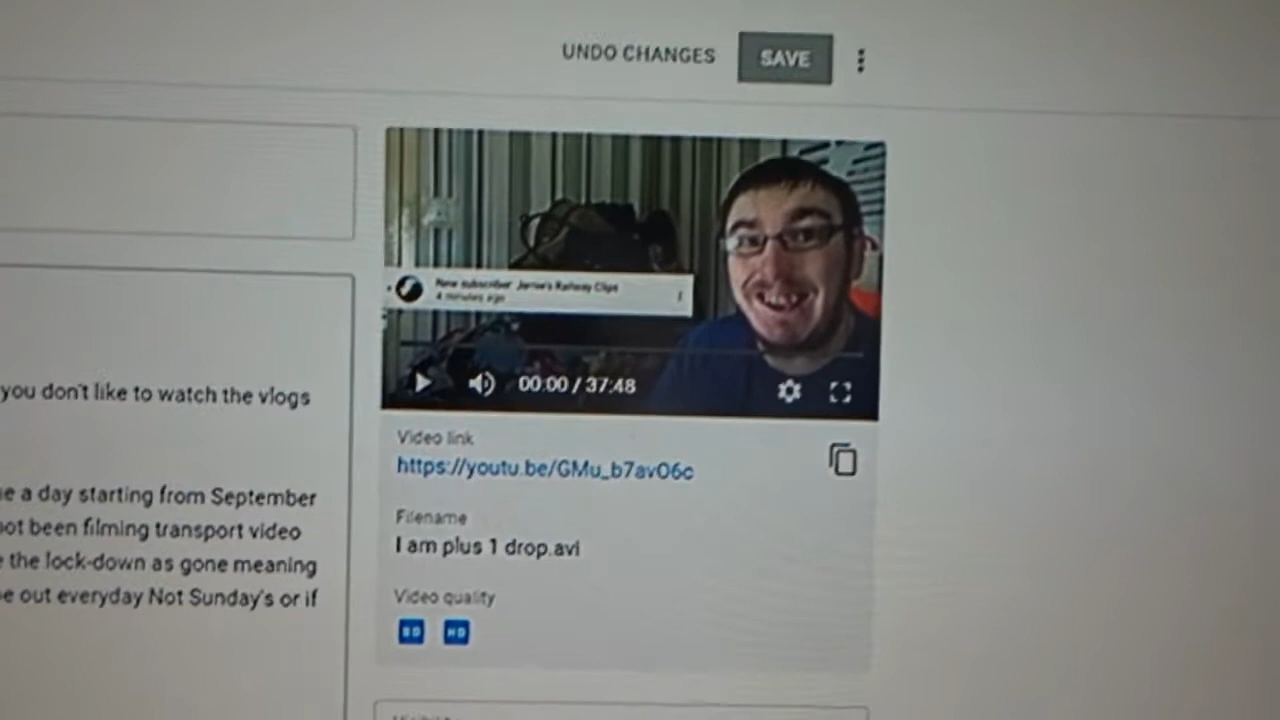 UNDO CHANGES
SAVE
New subscriber Jamie's Railway Clips
4 minutes ago
00:00 / 37:48
you don't like to watch the vlogs
e a day starting from September
ot been filming transport video
the lock-down as gone meaning
e out everyday Not Sunday's or if
Video link
https://youtu.be/GMu_b7avO6c
Filename
I am plus 1 drop.avi
Video quality
SD HD